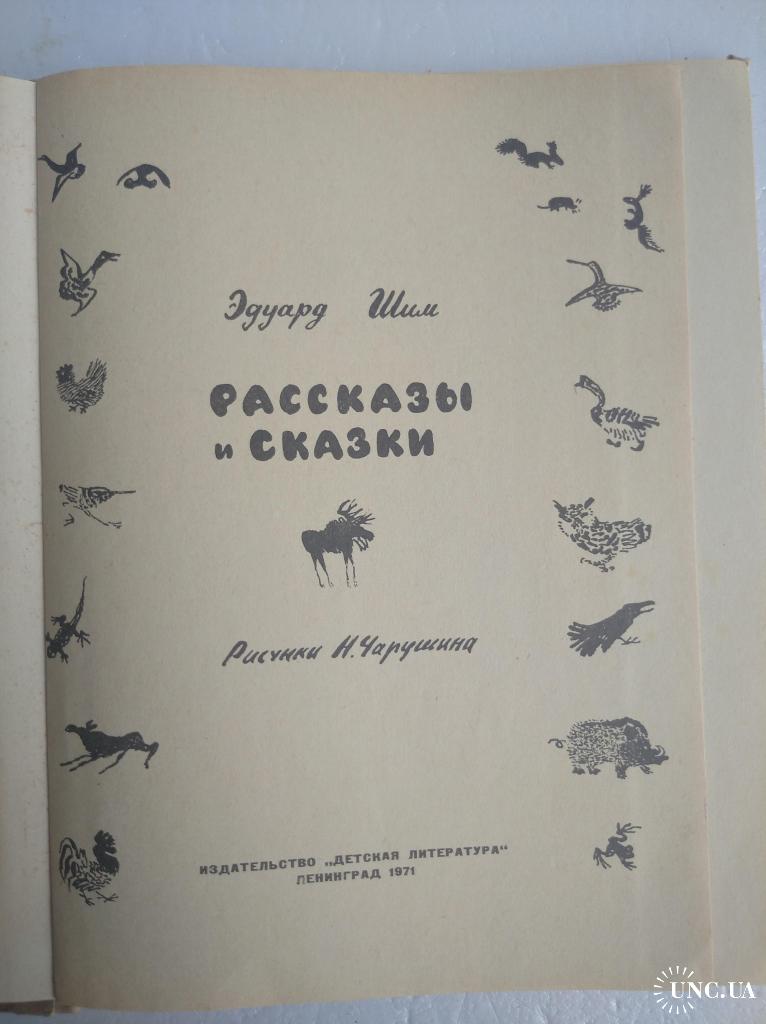 Эдуард Шим
РАССКАЗЫ
и СКАЗКИ
Рисунки Н. Чарушина
ИЗДАТЕЛЬСТВО „ДЕТСКАЯ ЛИТЕРАТУРА“
ЛЕНИНГРАД 1971
UNC.UA